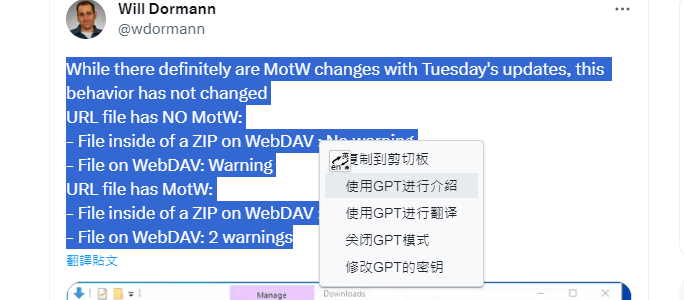 Will Dormann
@wdormann
While there definitely are MotW changes with Tuesday's updates, this
behavior has not changed
URL file has NO MotW:
- File inside of a ZIP on WebDAV : No warning
- File on WebDAV: Warning
URL file has MotW:
- File inside of a ZIP on WebDAV :
- File on WebDAV: 2 warnings
翻譯貼文
复制到剪切板
使用GPT进行介紹
使用GPT进行翻译
关闭GPT模式
修改GPT的密钥
Manage
Downloads